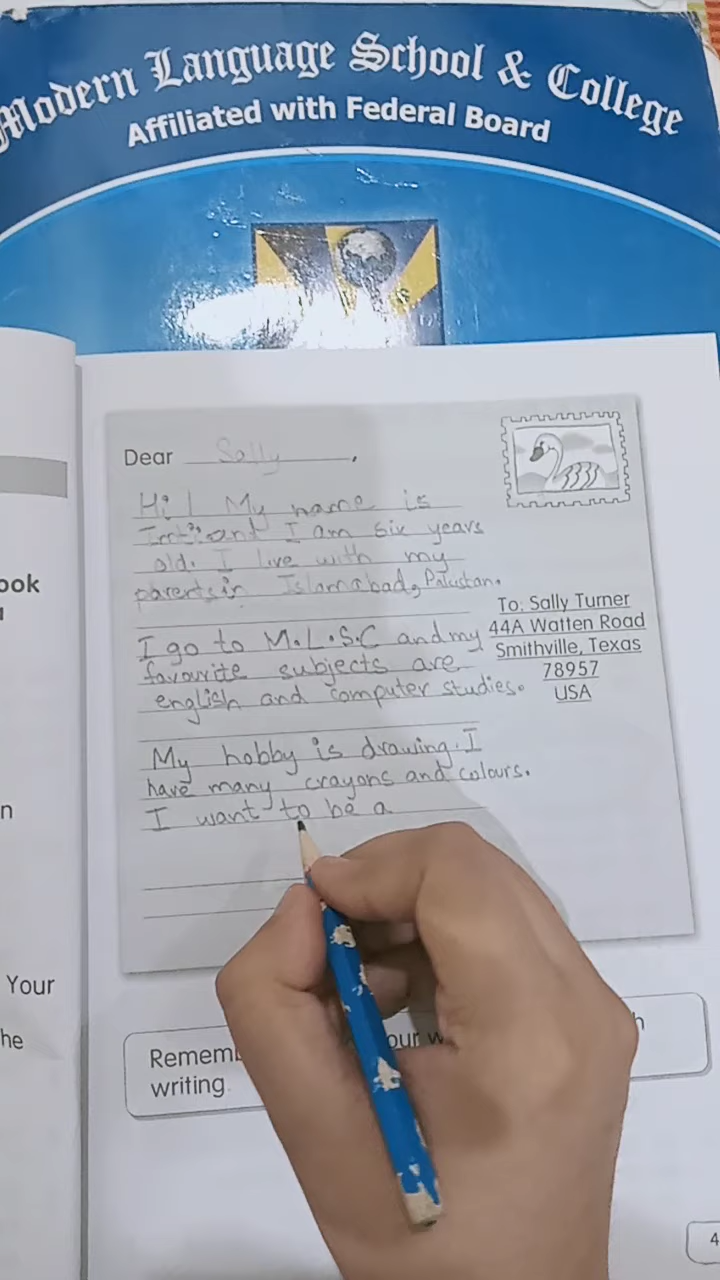 Modern Language School & College
Affiliated with Federal Board
Dear Sally,
Hi! My name is
and I am six years
old. I live with my
parents in Islamabad, Pakistan.
I go to M.L.S.C and my
favourite subjects are
english and computer studies.
My hobby is drawing. I
have many crayons and colours.
I want to be a
To: Sally Turner
44A Watten Road
Smithville, Texas
78957
USA
ook
n
Your
he
writing
4